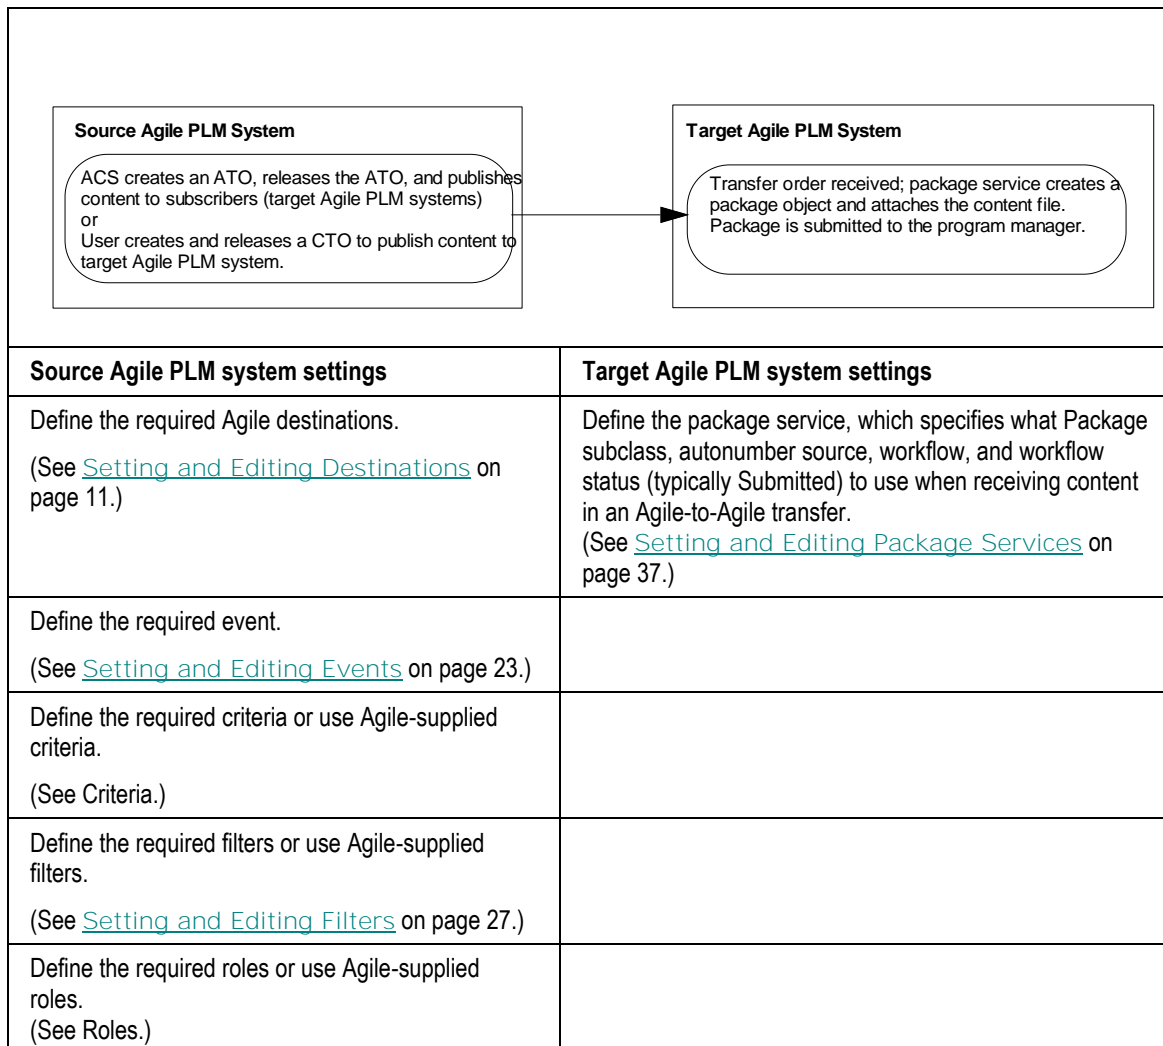 Source Agile PLM System
ACS creates an ATO, releases the ATO, and publishes
content to subscribers (target Agile PLM systems)
or
User creates and releases a CTO to publish content to
target Agile PLM system.
Target Agile PLM System
Transfer order received; package service creates a
package object and attaches the content file.
Package is submitted to the program manager.
Source Agile PLM system settings
Target Agile PLM system settings
Define the required Agile destinations.
(See Setting and Editing Destinations on
page 11.)
Define the package service, which specifies what Package
subclass, autonumber source, workflow, and workflow
status (typically Submitted) to use when receiving content
in an Agile-to-Agile transfer.
(See Setting and Editing Package Services on
page 37.)
Define the required event.
(See Setting and Editing Events on page 23.)
Define the required criteria or use Agile-supplied
criteria.
(See Criteria.)
Define the required filters or use Agile-supplied
filters.
(See Setting and Editing Filters on page 27.)
Define the required roles or use Agile-supplied
roles.
(See Roles.)